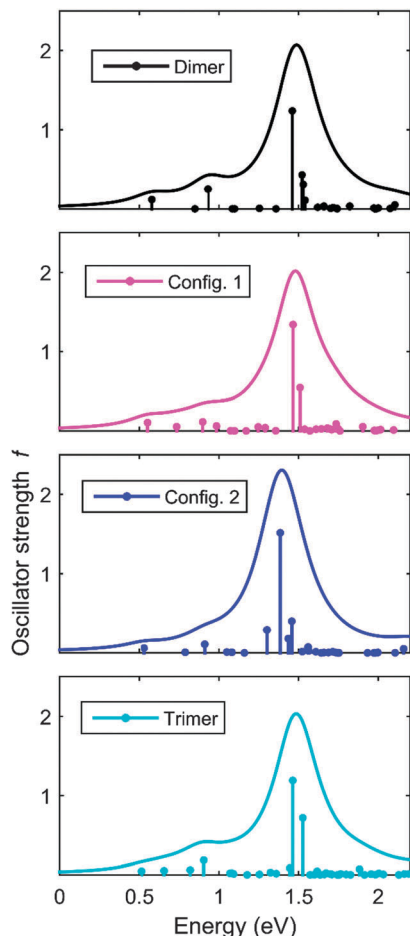 2
Dimer
1
2
Config. 1
1
Oscillator strength f
2
Config. 2
1
2
Trimer
1
0 0.5 1 1.5 2
Energy (eV)